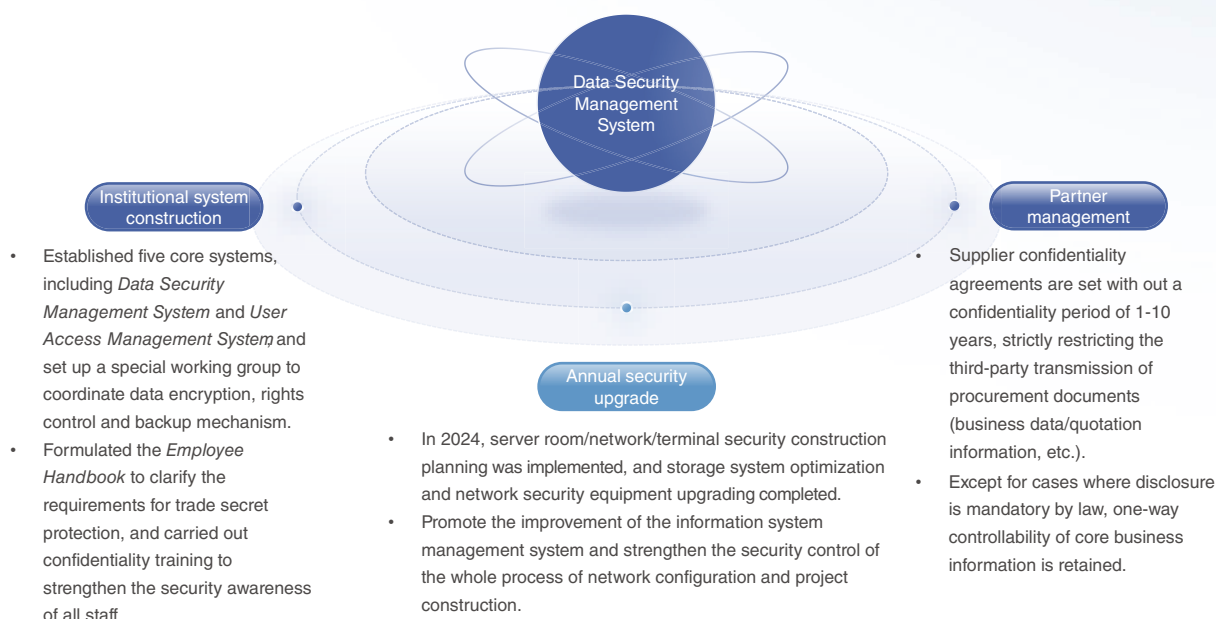 Data Security
Management
System
Institutional system
construction
• Established five core systems,
including Data Security
Management System and User
Access Management System, and
set up a special working group to
coordinate data encryption, rights
control and backup mechanism.
• Formulated the Employee
Handbook to clarify the
requirements for trade secret
protection, and carried out
confidentiality training to
strengthen the security awareness
of all staff
Annual security
upgrade
• In 2024, server room/network/terminal security construction
planning was implemented, and storage system optimization
and network security equipment upgrading completed.
• Promote the improvement of the information system
management system and strengthen the security control of
the whole process of network configuration and project
construction.
Partner
management
• Supplier confidentiality
agreements are set with out a
confidentiality period of 1-10
years, strictly restricting the
third-party transmission of
procurement documents
(business data/quotation
information, etc.).
• Except for cases where disclosure
is mandatory by law, one-way
controllability of core business
information is retained.